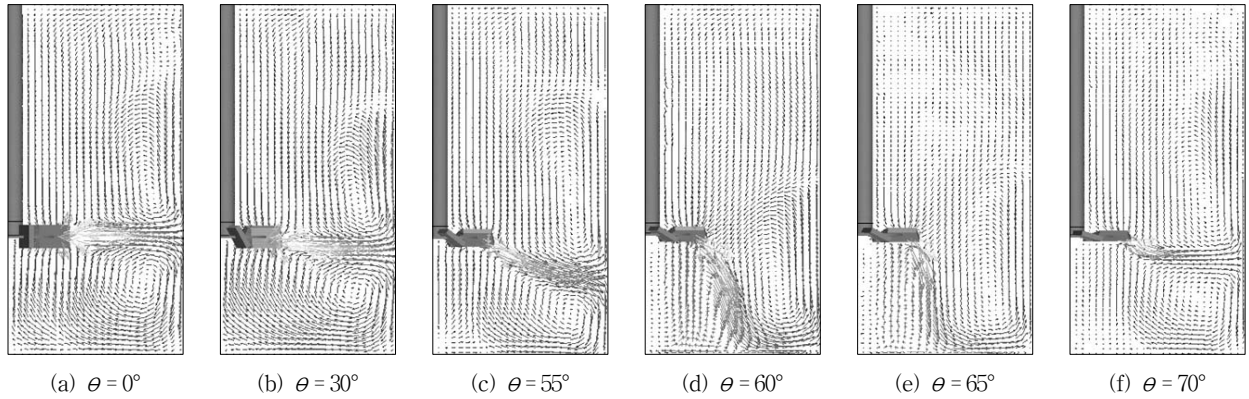 (a) θ = 0° (b) θ = 30° (c) θ = 55° (d) θ = 60° (e) θ = 65° (f) θ = 70°